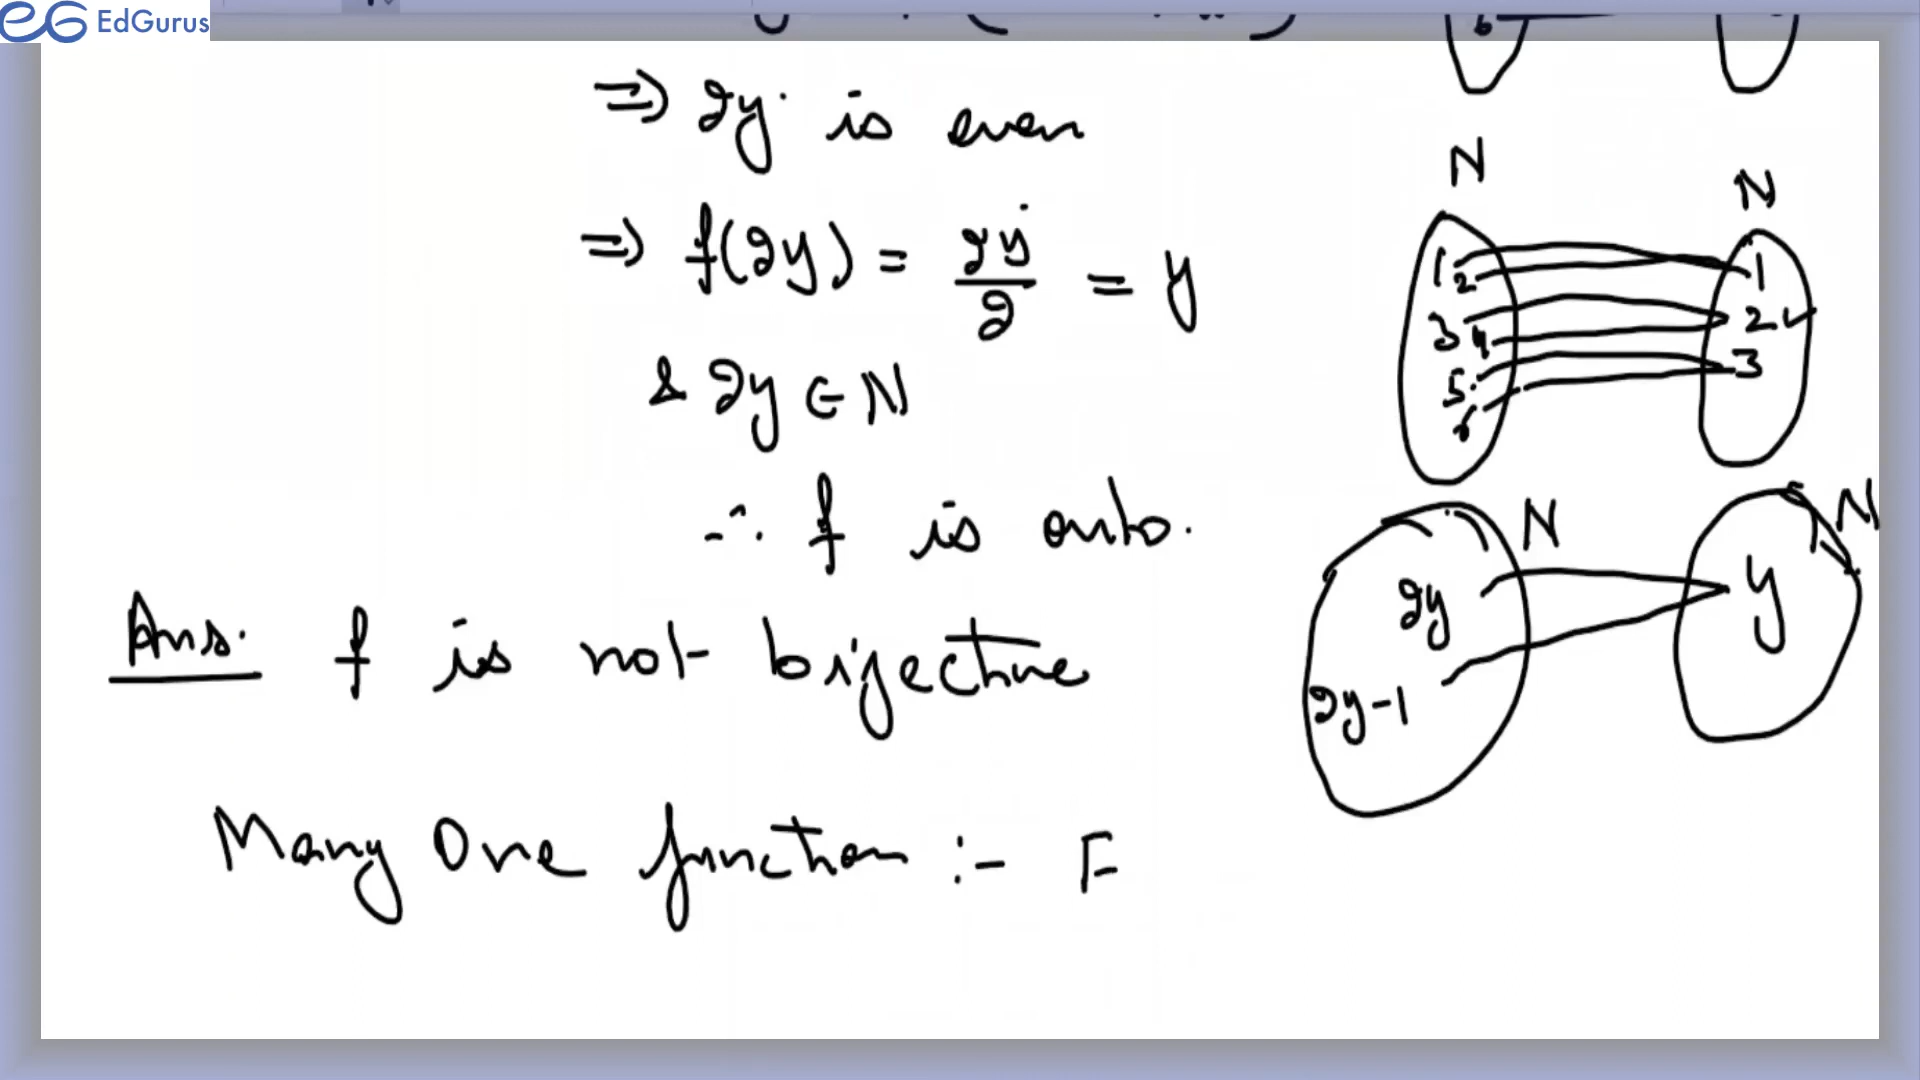 EdGurus
6
⇒ 2y is even
⇒ f(2y) = 2y/2 = y
& 2y ∈ N
∴ f is onto.
Ans. f is not bijective
Many One function :- F
N N
1 2 3 4 5 6
1 2 3
N N
2y y
2y-1